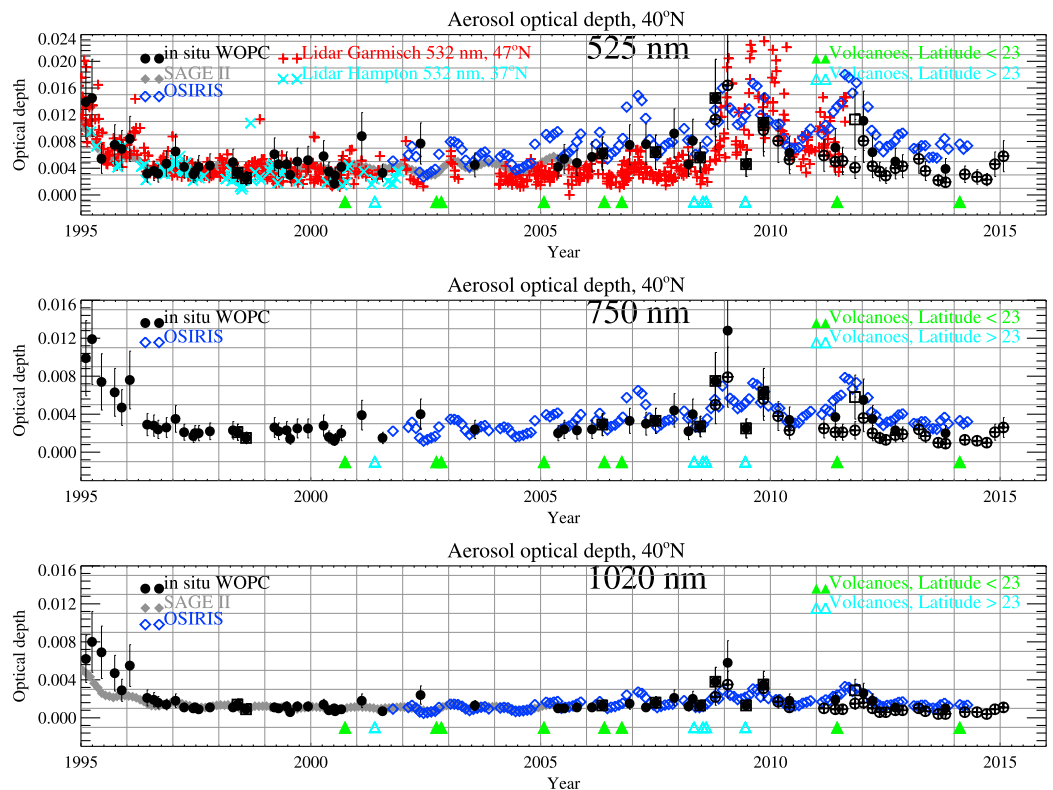 Aerosol optical depth, 40°N
525 nm
in situ WOPC
SAGE II
OSIRIS
Lidar Garmisch 532 nm, 47°N
Lidar Hampton 532 nm, 37°N
Volcanoes, Latitude < 23
Volcanoes, Latitude > 23
Optical depth
0.024
0.020
0.016
0.012
0.008
0.004
0.000
1995 2000 2005 2010 2015
Year
Aerosol optical depth, 40°N
750 nm
in situ WOPC
OSIRIS
Volcanoes, Latitude < 23
Volcanoes, Latitude > 23
Optical depth
0.016
0.012
0.008
0.004
0.000
1995 2000 2005 2010 2015
Year
Aerosol optical depth, 40°N
1020 nm
in situ WOPC
SAGE II
OSIRIS
Volcanoes, Latitude < 23
Volcanoes, Latitude > 23
Optical depth
0.016
0.012
0.008
0.004
0.000
1995 2000 2005 2010 2015
Year